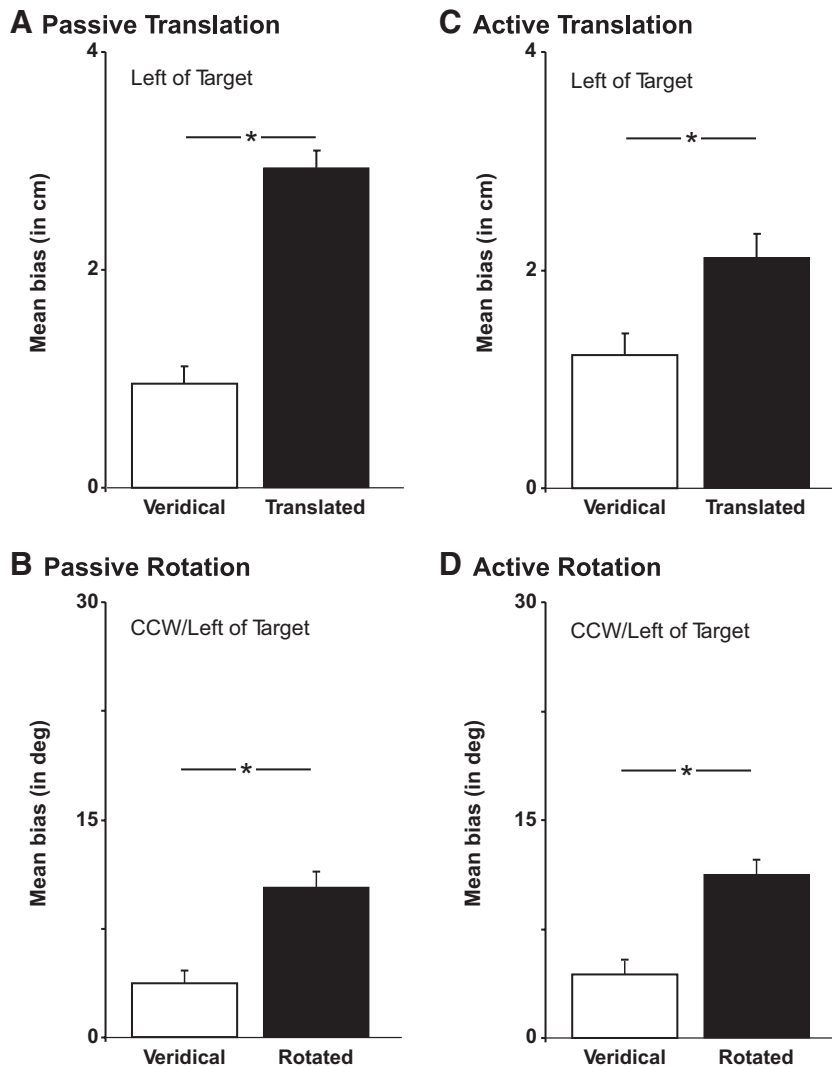 A Passive Translation
4
Left of Target
*
Mean bias (in cm)
2
0
Veridical Translated
C Active Translation
4
Left of Target
*
Mean bias (in cm)
2
0
Veridical Translated
B Passive Rotation
30
CCW/Left of Target
*
Mean bias (in deg)
15
0
Veridical Rotated
D Active Rotation
30
CCW/Left of Target
*
Mean bias (in deg)
15
0
Veridical Rotated